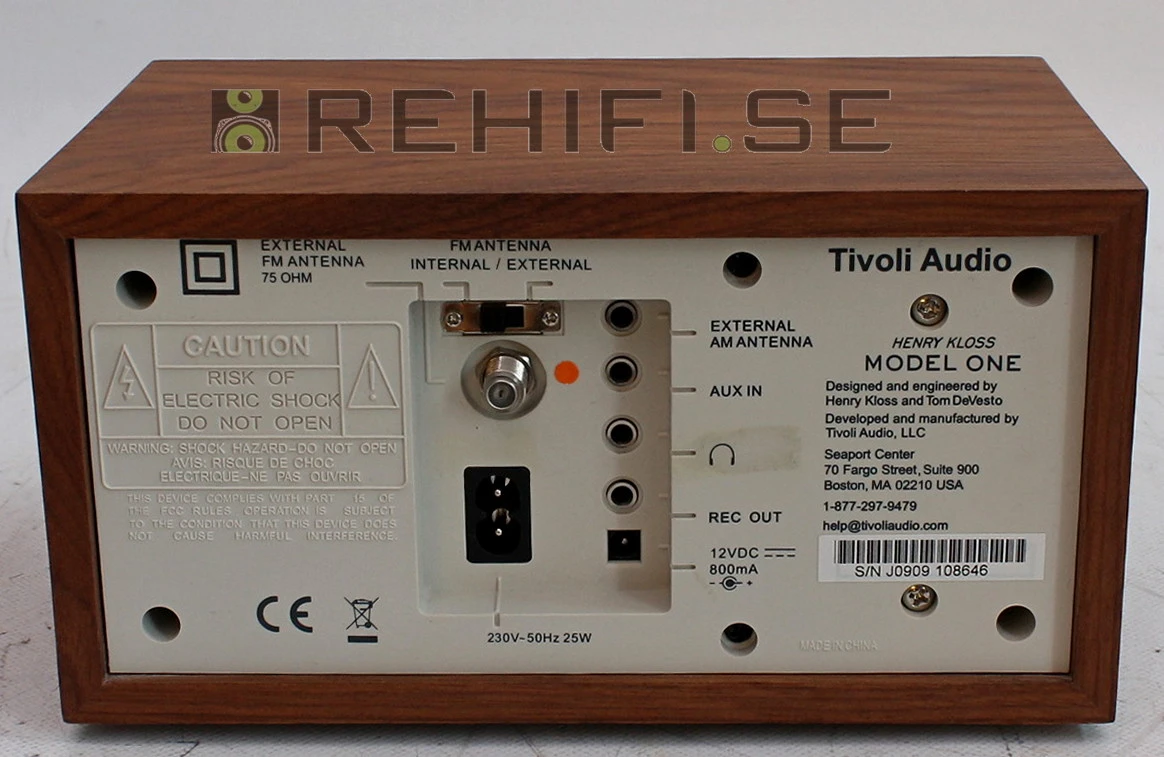 REHIFI.SE
EXTERNAL
FM ANTENNA
75 OHM
FM ANTENNA
INTERNAL / EXTERNAL
CAUTION
RISK OF
ELECTRIC SHOCK
DO NOT OPEN
WARNING: SHOCK HAZARD-DO NOT OPEN
AVIS: RISQUE DE CHOC
ELECTRIQUE-NE PAS OUVRIR
THIS DEVICE COMPLIES WITH PART 15 OF
THE FCC RULES OPERATION IS SUBJECT
TO THE CONDITION THAT THIS DEVICE DOES
NOT CAUSE HARMFUL INTERFERENCE.
CE
230V~50Hz 25W
EXTERNAL
AM ANTENNA
AUX IN
REC OUT
12VDC
800mA
- +
Tivoli Audio
HENRY KLOSS
MODEL ONE
Designed and engineered by
Henry Kloss and Tom DeVesto
Developed and manufactured by
Tivoli Audio, LLC
Seaport Center
70 Fargo Street, Suite 900
Boston, MA 02210 USA
1-877-297-9479
help@tivoliaudio.com
S/N J0909 108646
MADE IN CHINA